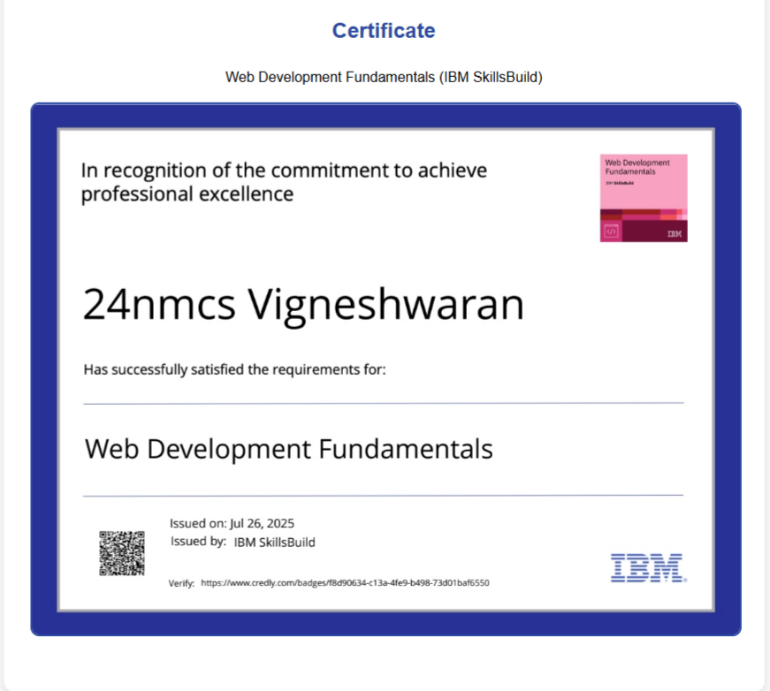 Certificate
Web Development Fundamentals (IBM SkillsBuild)
In recognition of the commitment to achieve
professional excellence
Web Development
Fundamentals
IBM SkillsBuild
IBM
24nmcs Vigneshwaran
Has successfully satisfied the requirements for:
Web Development Fundamentals
Issued on: Jul 26, 2025
Issued by: IBM SkillsBuild
Verify: https://www.credly.com/badges/f8d90634-c13a-4fe9-b498-73d01baf6550
IBM